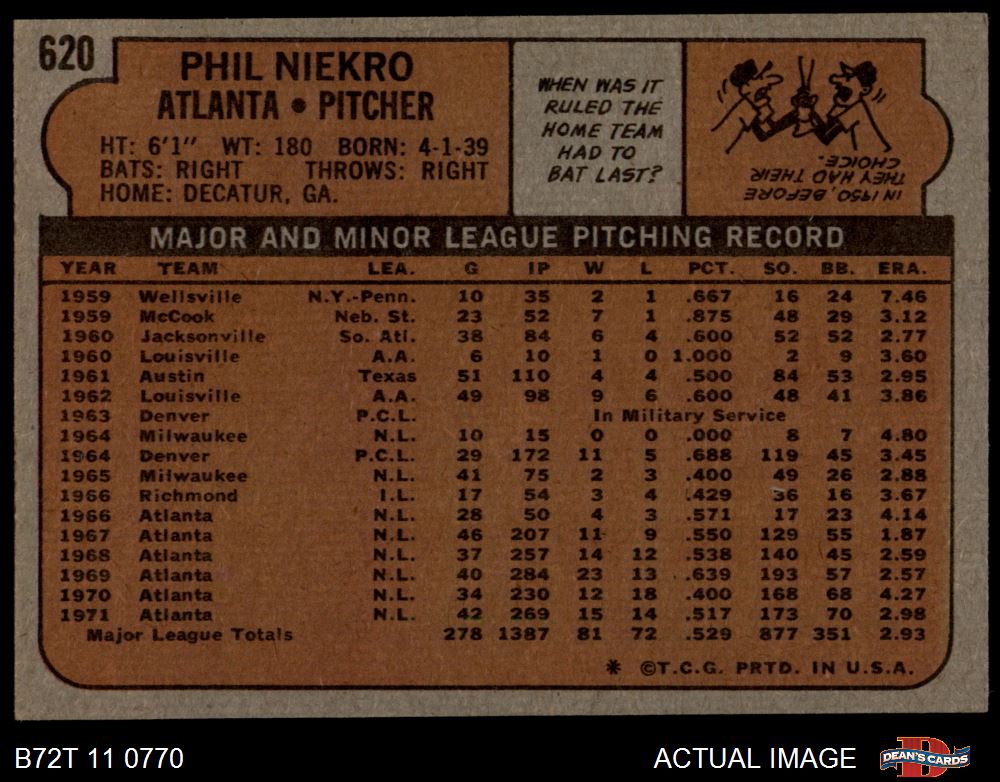 620
PHIL NIEKRO
ATLANTA • PITCHER
HT: 6'1" WT: 180 BORN: 4-1-39
BATS: RIGHT THROWS: RIGHT
HOME: DECATUR, GA.
WHEN WAS IT
RULED THE
HOME TEAM
HAD TO
BAT LAST?
IN 1950, BEFORE
THEY HAD THEIR
CHOICE.
MAJOR AND MINOR LEAGUE PITCHING RECORD
YEAR TEAM LEA. G IP W L PCT. SO. BB. ERA.
1959 Wellsville N.Y.-Penn. 10 35 2 1 .667 16 24 7.46
1959 McCook Neb. St. 23 52 7 1 .875 48 29 3.12
1960 Jacksonville So. Atl. 38 84 6 4 .600 52 52 2.77
1960 Louisville A.A. 6 10 1 0 1.000 2 9 3.60
1961 Austin Texas 51 110 4 4 .500 84 53 2.95
1962 Louisville A.A. 49 98 9 6 .600 48 41 3.86
1963 Denver P.C.L. In Military Service
1964 Milwaukee N.L. 10 15 0 0 .000 8 7 4.80
1964 Denver P.C.L. 29 172 11 5 .688 119 45 3.45
1965 Milwaukee N.L. 41 75 2 3 .400 49 26 2.88
1966 Richmond I.L. 17 54 3 4 .429 36 16 3.67
1966 Atlanta N.L. 28 50 4 3 .571 17 23 4.14
1967 Atlanta N.L. 46 207 11 9 .550 129 55 1.87
1968 Atlanta N.L. 37 257 14 12 .538 140 45 2.59
1969 Atlanta N.L. 40 284 23 13 .639 193 57 2.57
1970 Atlanta N.L. 34 230 12 18 .400 168 68 4.27
1971 Atlanta N.L. 42 269 15 14 .517 173 70 2.98
Major League Totals 278 1387 81 72 .529 877 351 2.93
* ©T.C.G. PRTD. IN U.S.A.
B72T 11 0770
ACTUAL IMAGE
DEAN'S CARDS